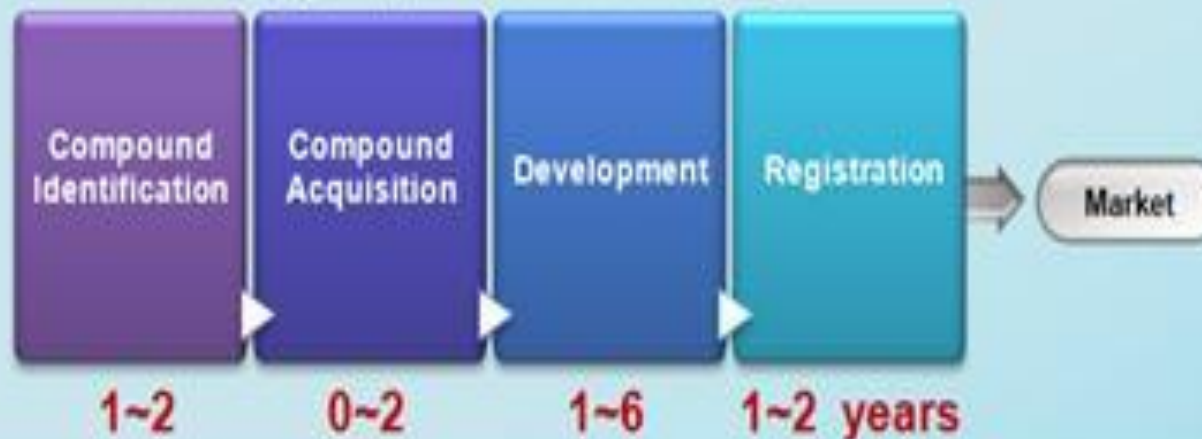 Compound
Identification
Compound
Acquisition
Development
Registration
Market
1~2
0~2
1~6
1~2 years